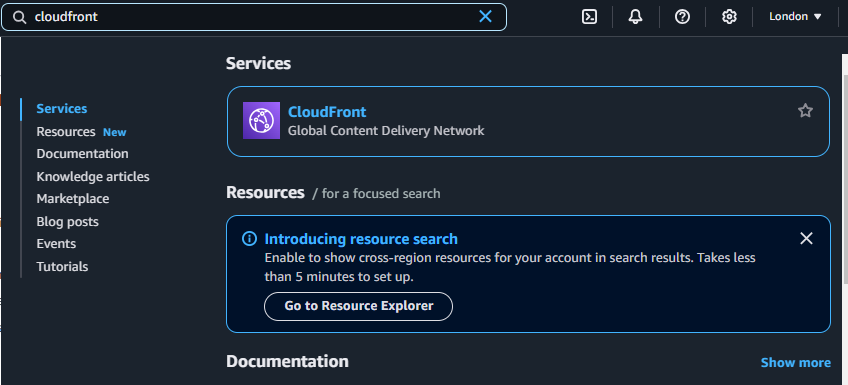 cloudfront
London
Services
Services
Resources New
Documentation
Knowledge articles
Marketplace
Blog posts
Events
Tutorials
CloudFront
Global Content Delivery Network
Resources / for a focused search
Introducing resource search
Enable to show cross-region resources for your account in search results. Takes less
than 5 minutes to set up.
Go to Resource Explorer
Documentation
Show more